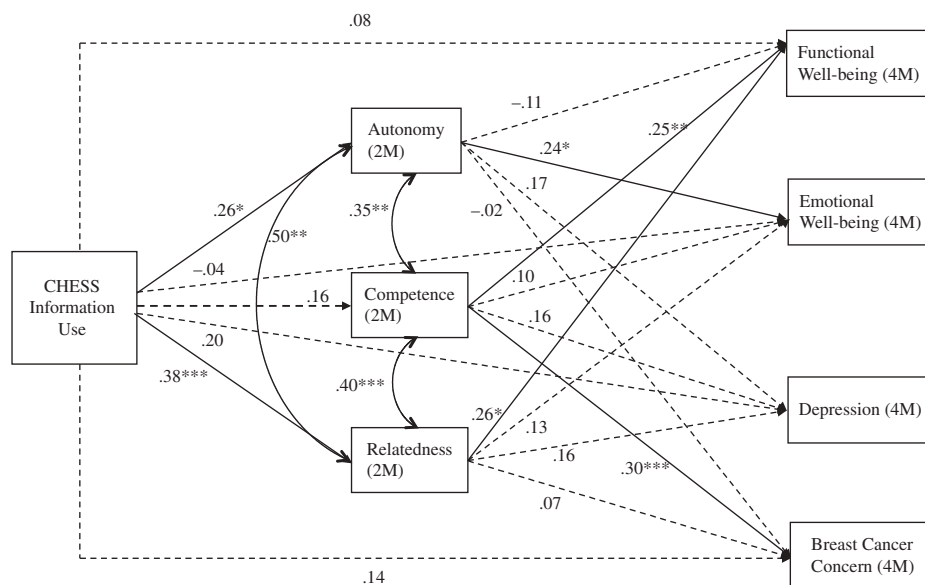 .08
Functional
Well-being (4M)
–.11
Autonomy
(2M)
.25**
.24*
.17
.26*
.35**
–.02
.50**
Emotional
Well-being (4M)
CHESS
Information
Use
–.04
.16
Competence
(2M)
.10
.16
.20
.38***
.40***
.26*
Depression (4M)
Relatedness
(2M)
.13
.16
.30***
.07
Breast Cancer
Concern (4M)
.14